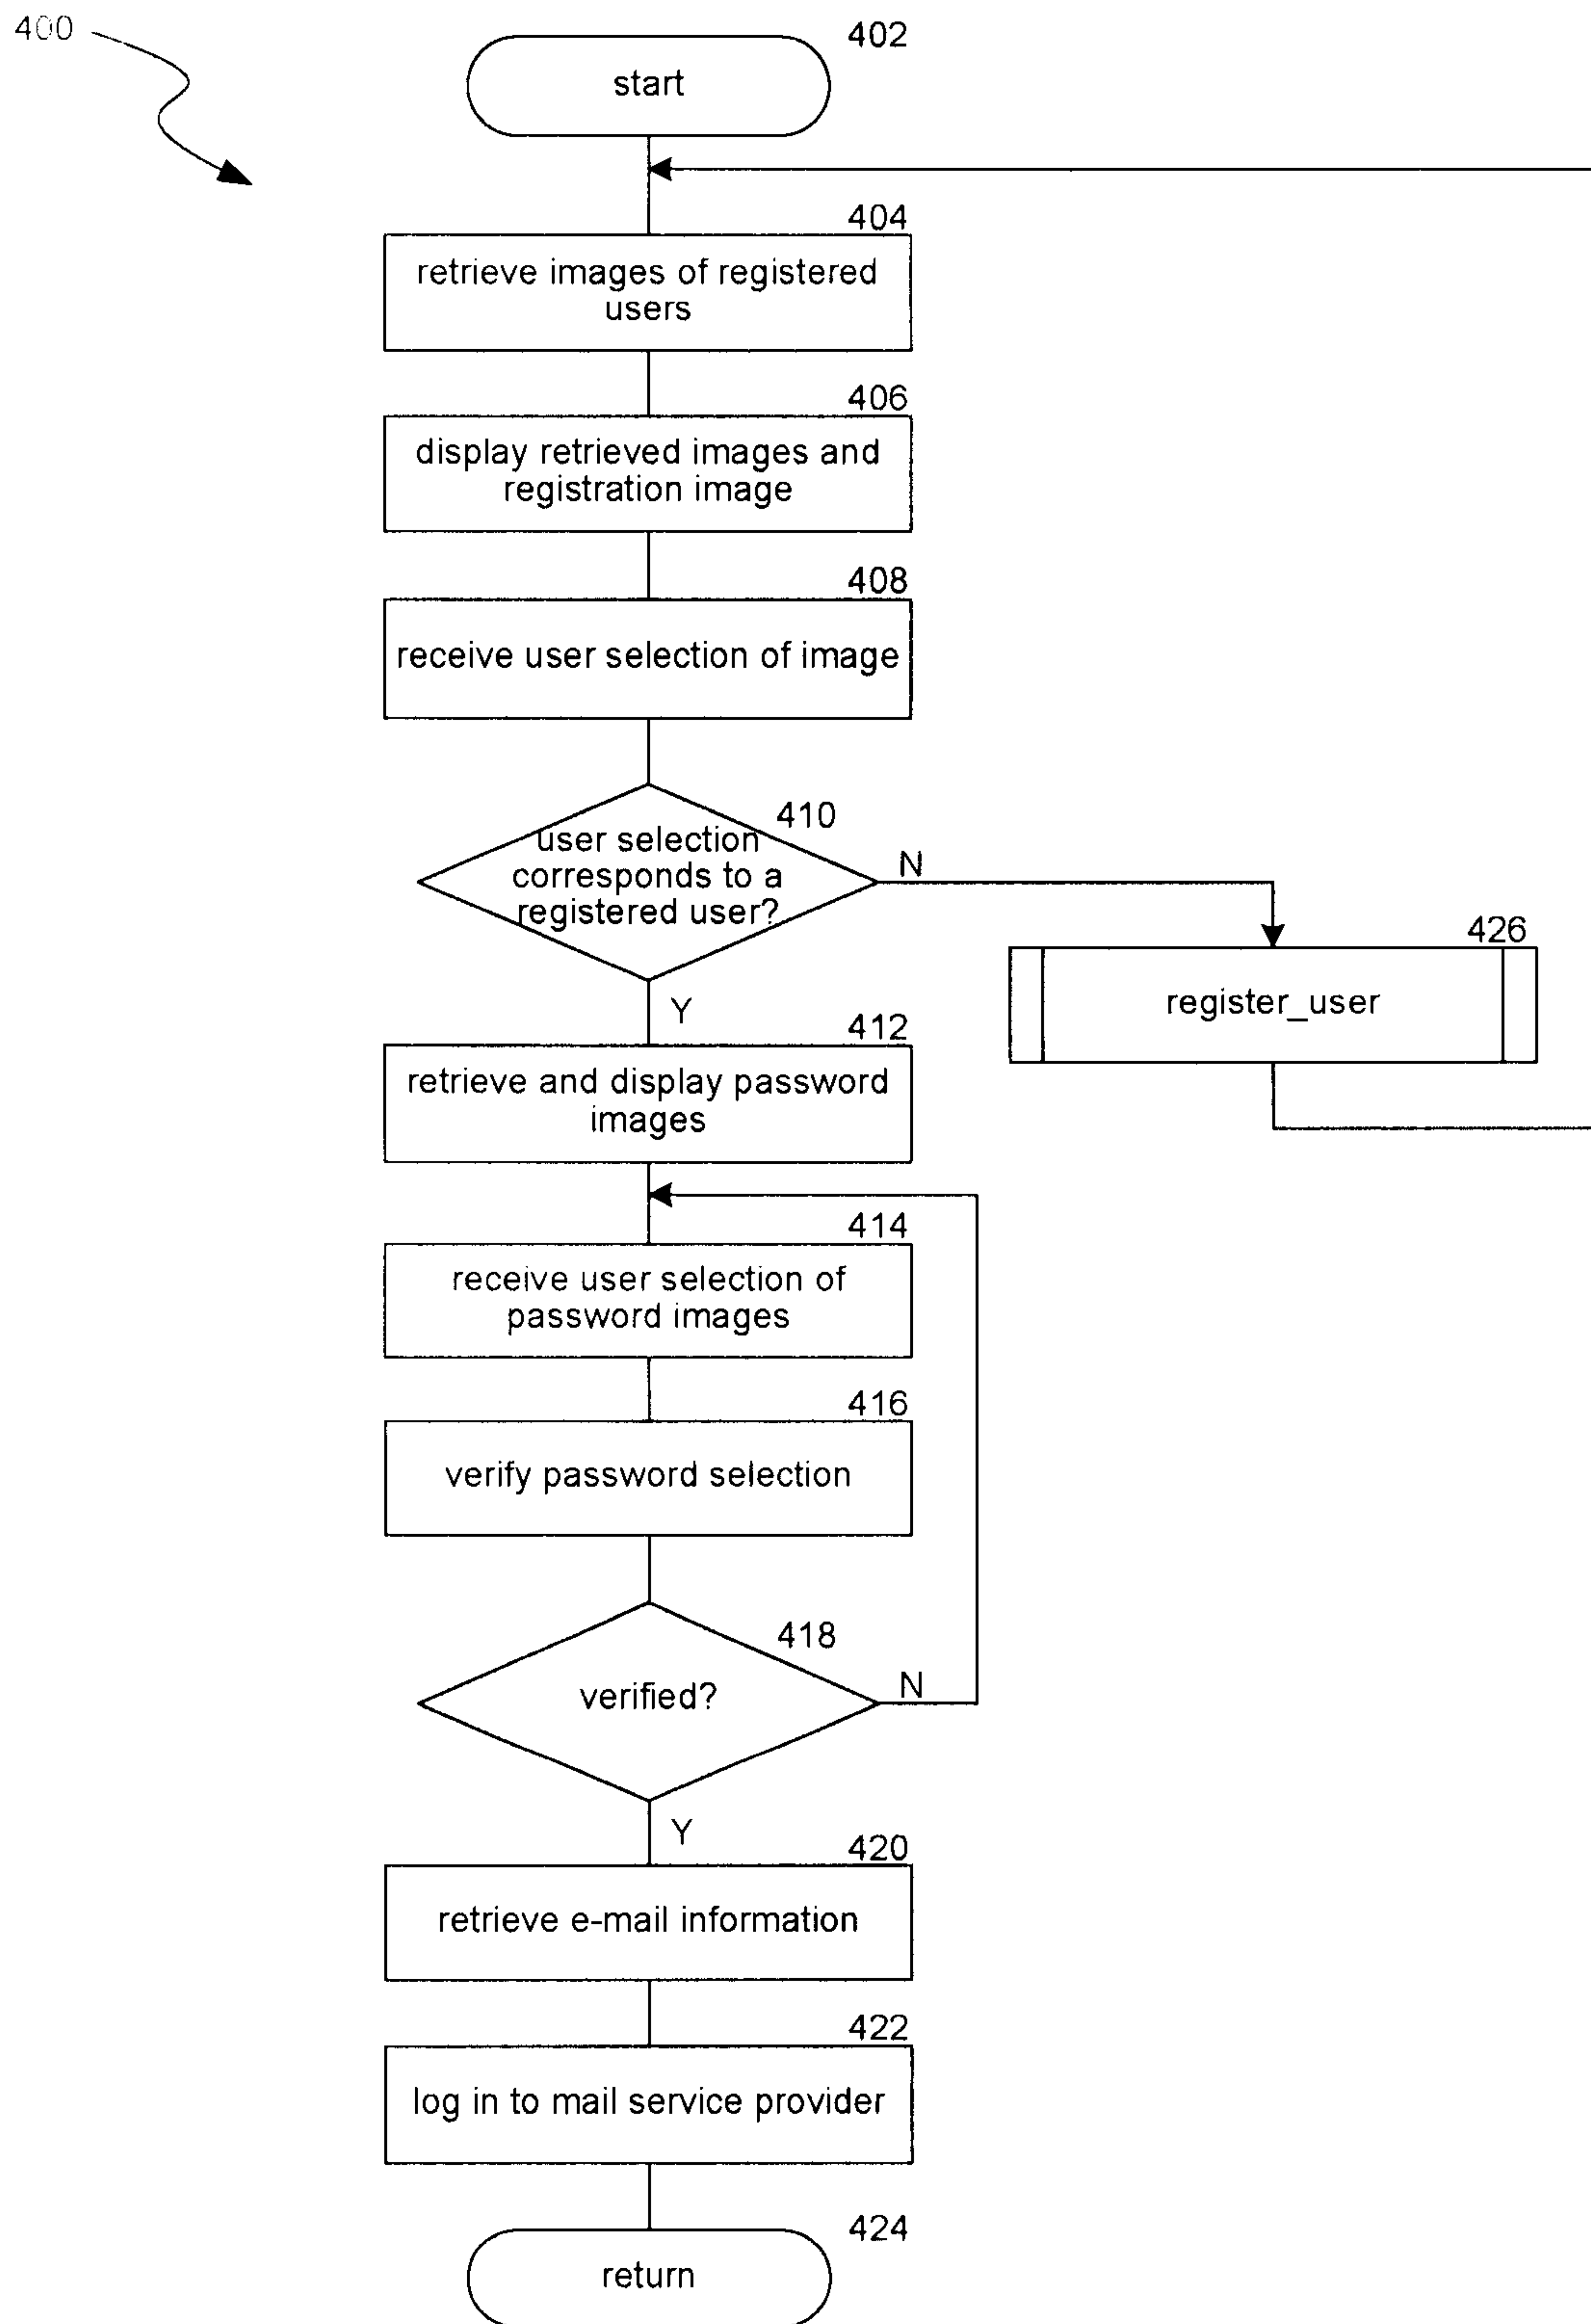 400
402
start
404
retrieve images of registered
users
406
display retrieved images and
registration image
408
receive user selection of image
410
user selection
corresponds to a
registered user?
N
426
register_user
Y
412
retrieve and display password
images
414
receive user selection of
password images
416
verify password selection
418
verified?
N
Y
420
retrieve e-mail information
422
log in to mail service provider
424
return